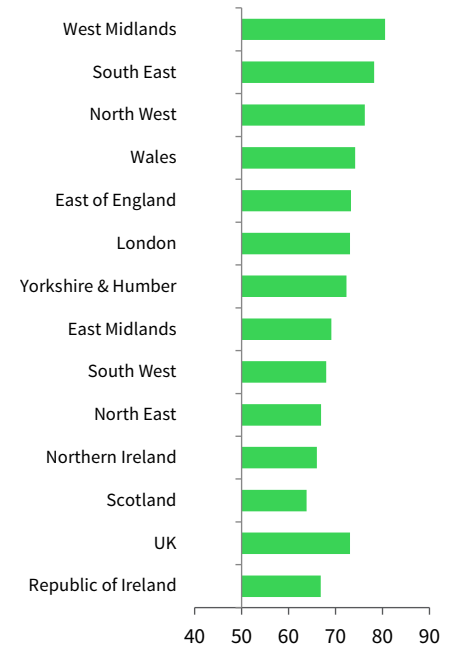 West Midlands
South East
North West
Wales
East of England
London
Yorkshire & Humber
East Midlands
South West
North East
Northern Ireland
Scotland
UK
Republic of Ireland
40 50 60 70 80 90